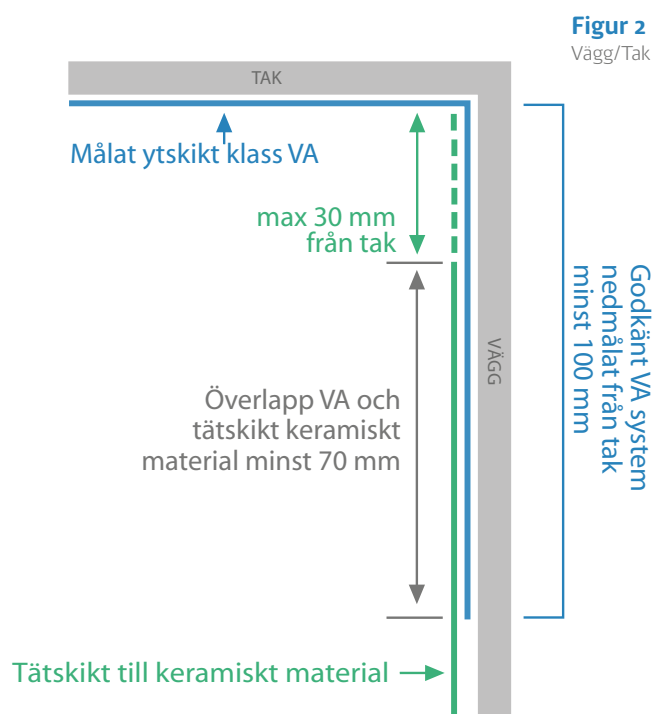 Figur 2
Vägg/Tak
TAK
Målat ytskikt klass VA
max 30 mm
från tak
Godkänt VA system
nedmålat från tak
minst 100 mm
VÄGG
Överlapp VA och
tätskikt keramiskt
material minst 70 mm
Tätskikt till keramiskt material